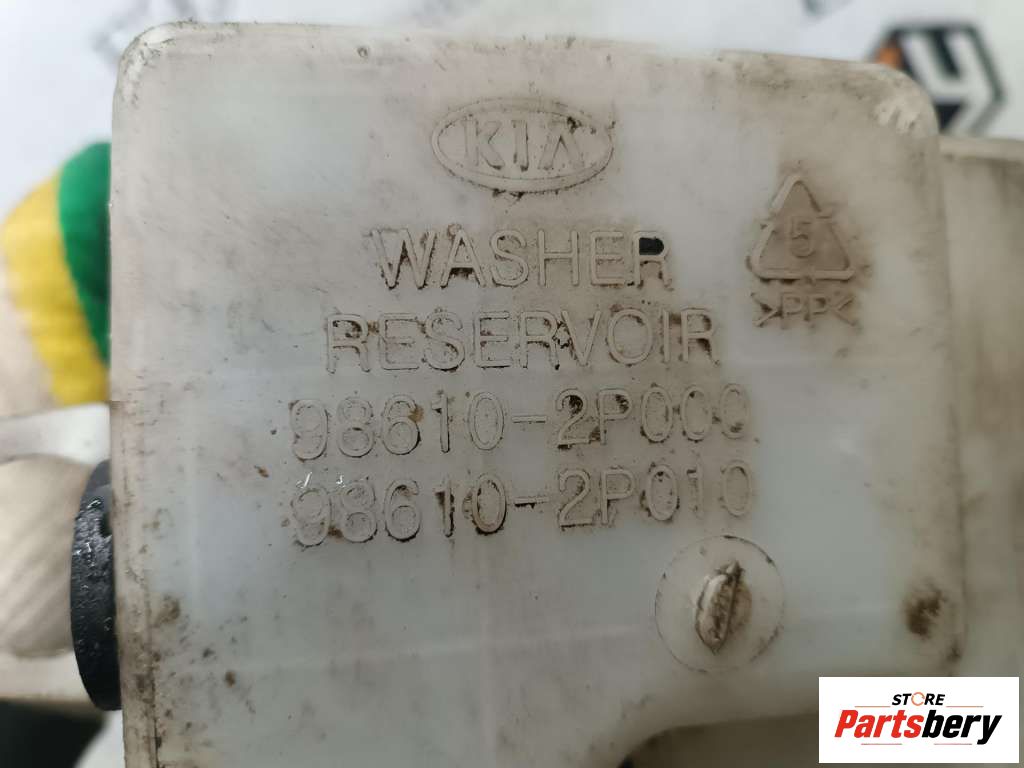 KIA
WASHER
RESERVOIR
98610-2P000
98610-2P010
5
>PP<
STORE
Partsbery